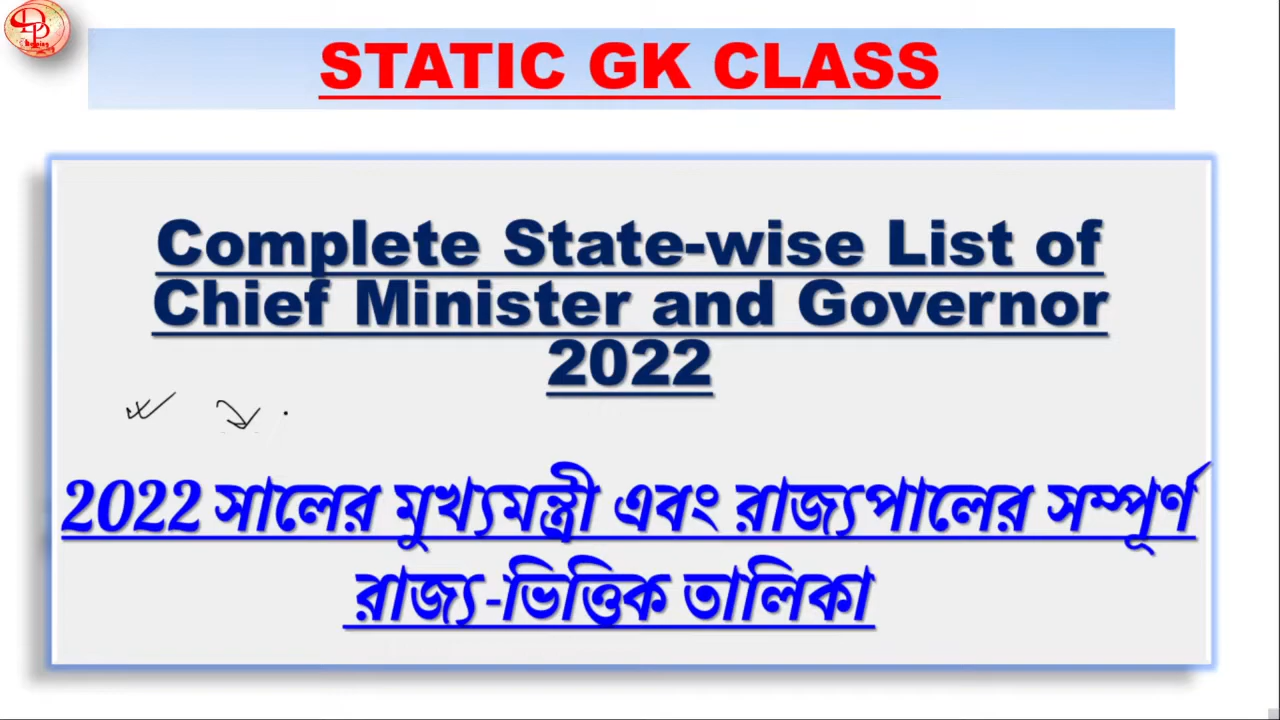 STATIC GK CLASS
Complete State-wise List of
Chief Minister and Governor
2022
2022 সালের মুখ্যমন্ত্রী এবং রাজ্যপালের সম্পূর্ণ
রাজ্য-ভিত্তিক তালিকা